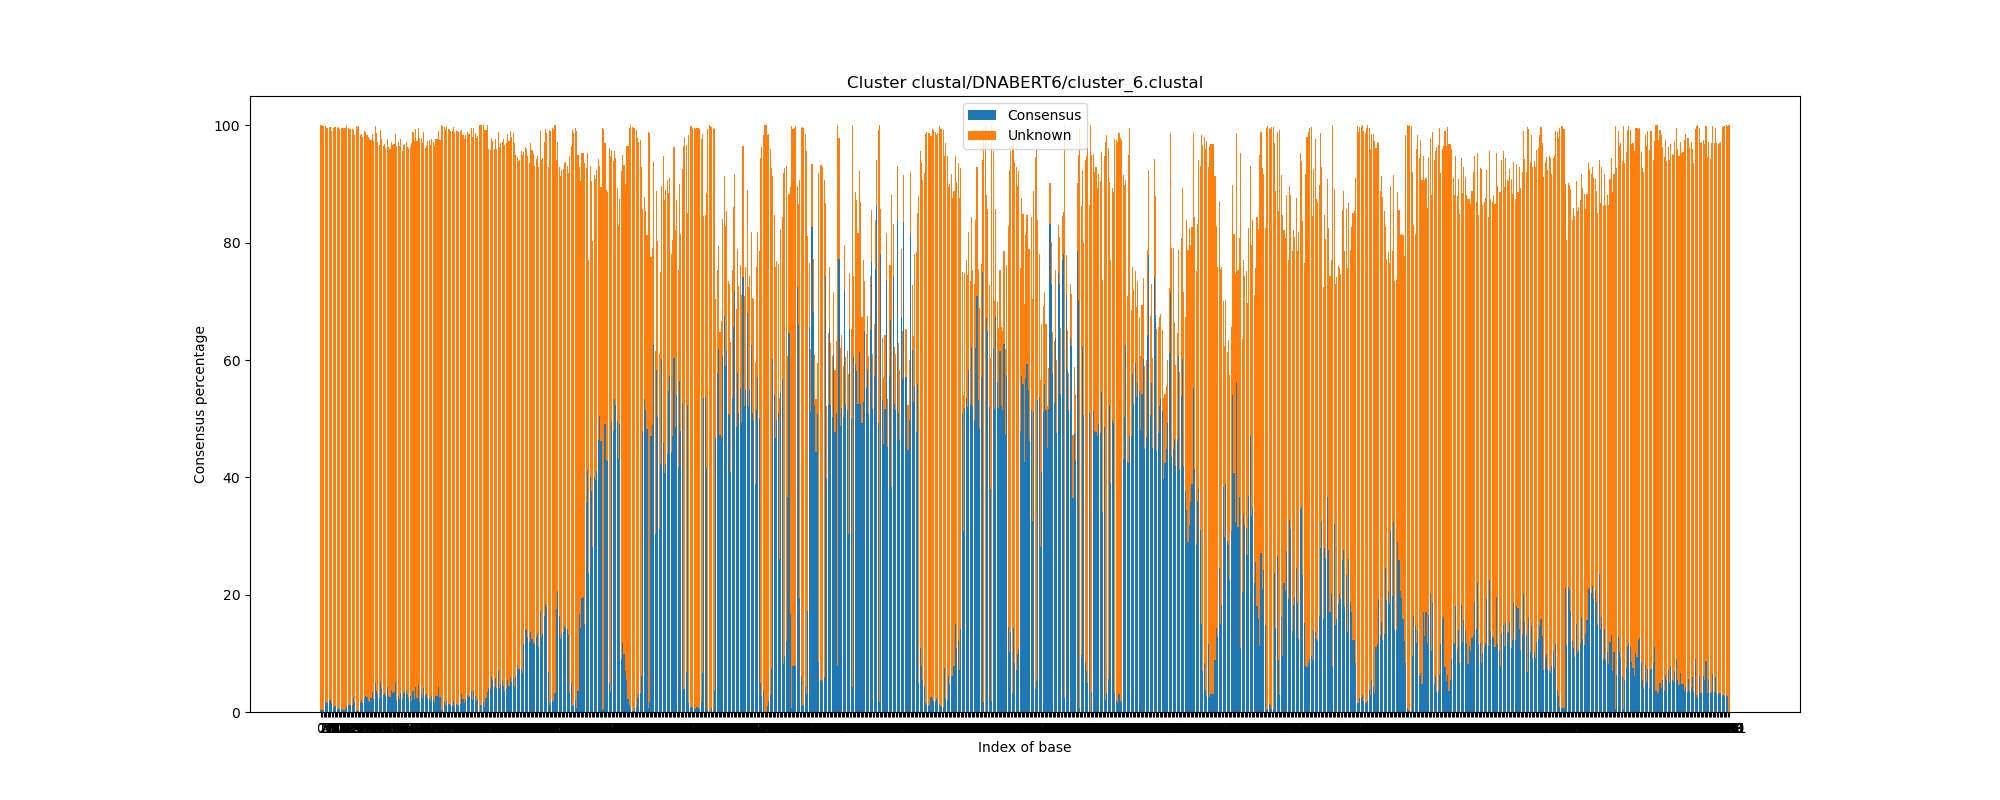 Cluster clustal/DNABERT6/cluster_6.clustal
Consensus
Unknown
100
80
60
40
20
0
Consensus percentage
Index of base